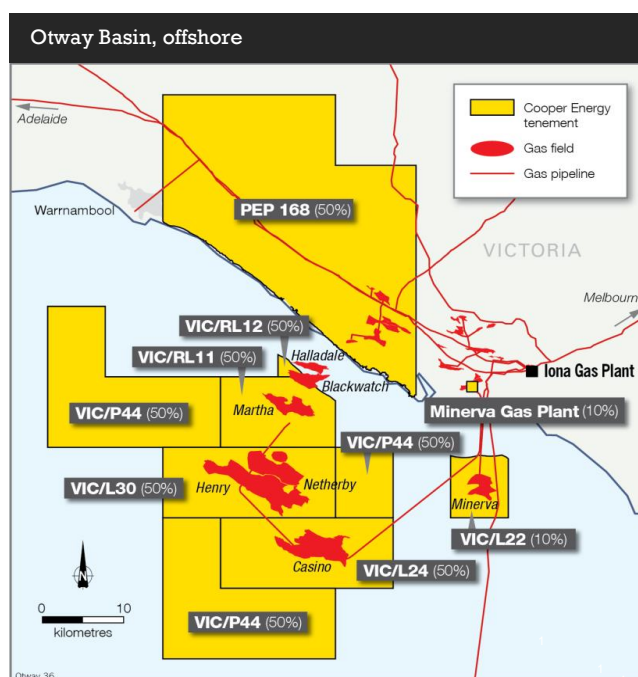 Otway Basin, offshore
Cooper Energy
tenement
Gas field
Gas pipeline
Adelaide
Warrnambool
PEP 168 (50%)
VICTORIA
Melbourn
VIC/RL12 (50%)
Halladale
VIC/RL11 (50%)
Blackwatch
Iona Gas Plant
Martha
VIC/P44 (50%)
Minerva Gas Plant (10%)
VIC/P44 (50%)
VIC/L30 (50%)
Henry
Netherby
Minerva
VIC/L22 (10%)
Casino
VIC/L24 (50%)
N
0 10
kilometres
VIC/P44 (50%)
Otway 36